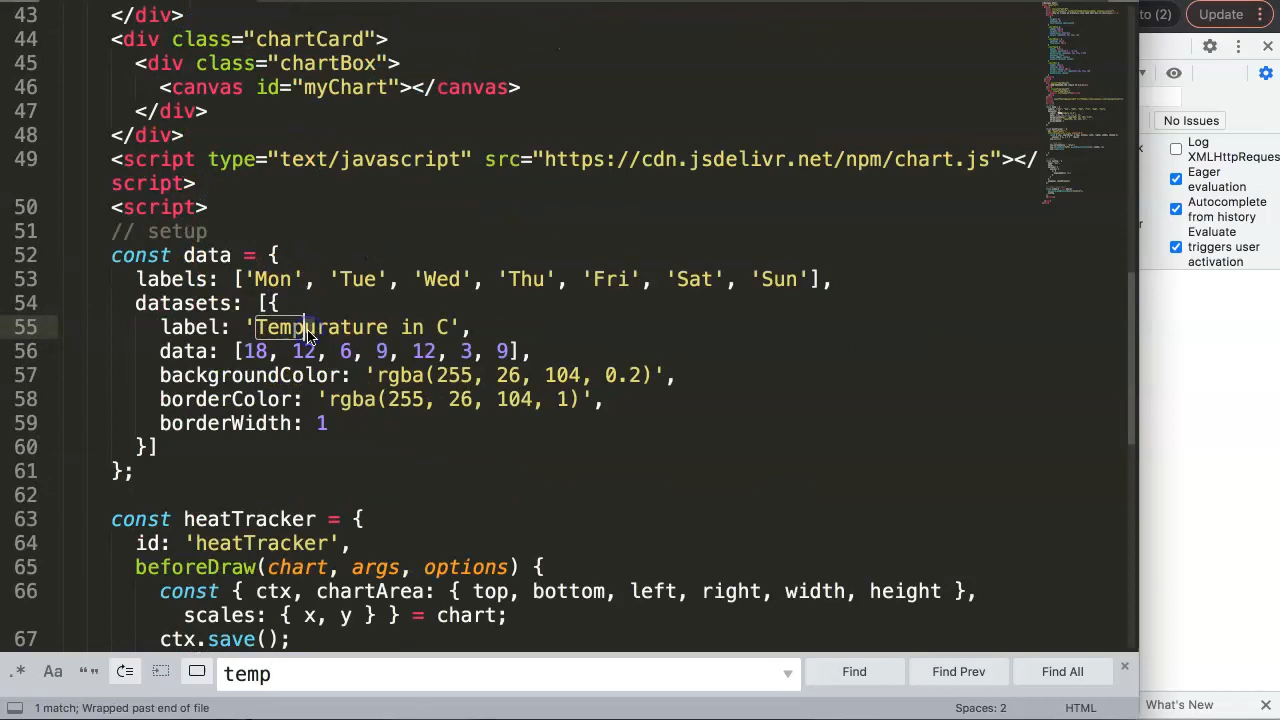 43 </div>
44 <div class="chartCard">
45 <div class="chartBox">
46 <canvas id="myChart"></canvas>
47 </div>
48 </div>
49 <script type="text/javascript" src="https://cdn.jsdelivr.net/npm/chart.js"></
script>
50 <script>
51 // setup
52 const data = {
53 labels: ['Mon', 'Tue', 'Wed', 'Thu', 'Fri', 'Sat', 'Sun'],
54 datasets: [{
55 label: 'Tempurature in C',
56 data: [18, 12, 6, 9, 12, 3, 9],
57 backgroundColor: 'rgba(255, 26, 104, 0.2)',
58 borderColor: 'rgba(255, 26, 104, 1)',
59 borderWidth: 1
60 }]
61 };
62
63 const heatTracker = {
64 id: 'heatTracker',
65 beforeDraw(chart, args, options) {
66 const { ctx, chartArea: { top, bottom, left, right, width, height },
scales: { x, y } } = chart;
67 ctx.save();
.* Aa “” temp Find Find Prev Find All
1 match; Wrapped past end of file Spaces: 2 HTML
to (2) Update
No Issues
Log
XMLHttpReques
Eager
evaluation
Autocomplete
from history
Evaluate
triggers user
activation
What's New